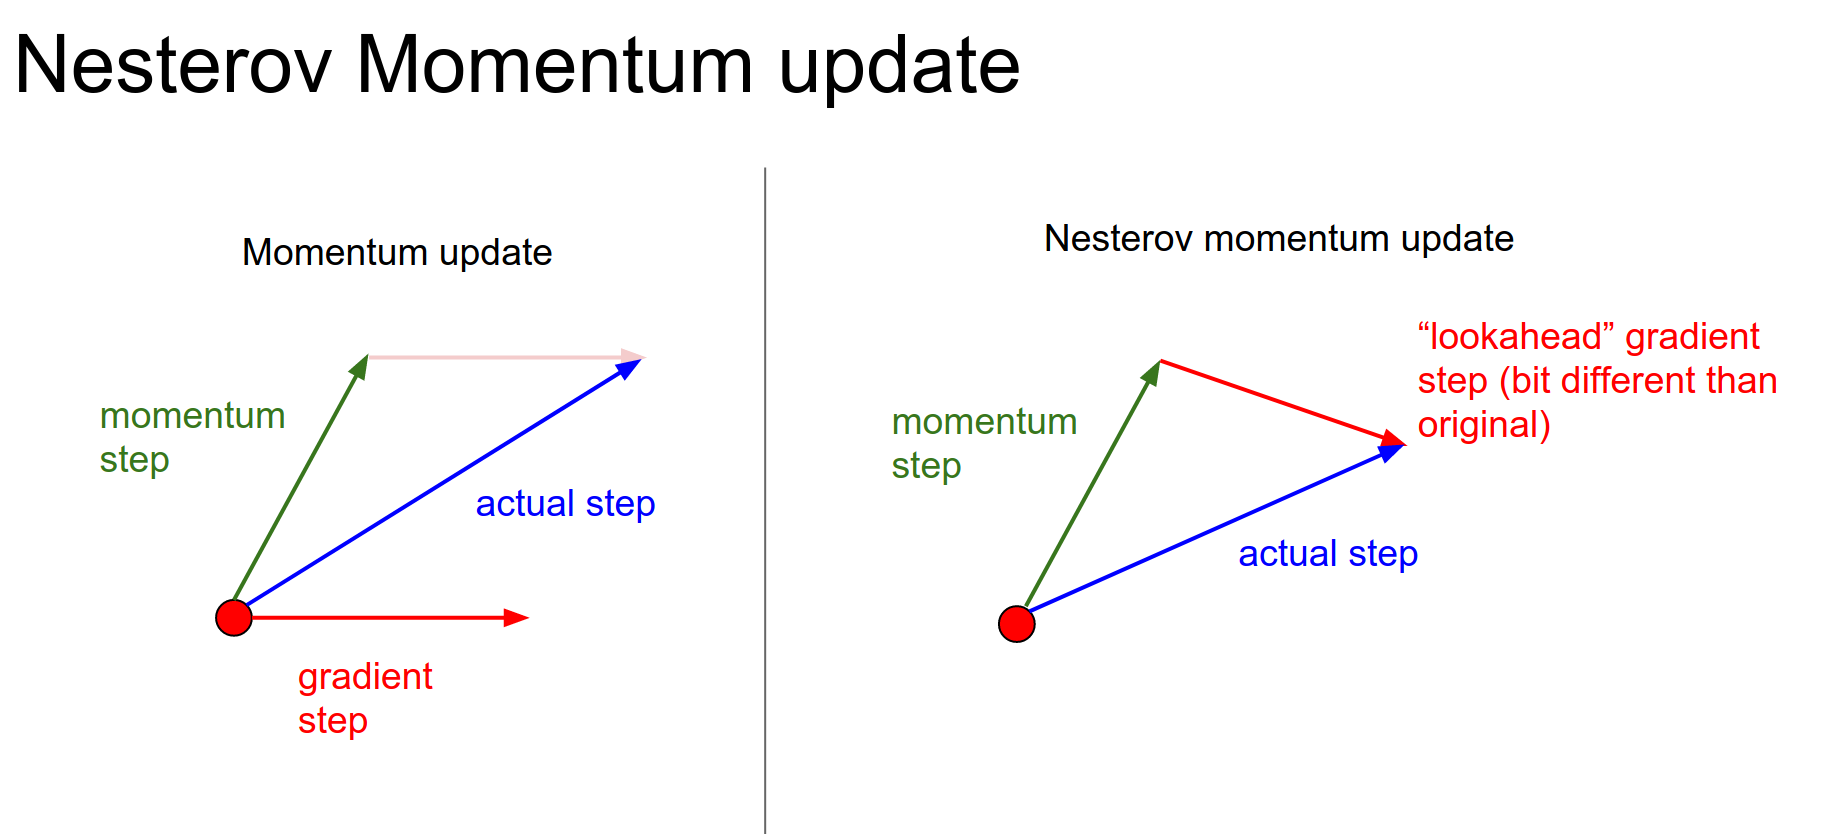 Nesterov Momentum update
Momentum update
momentum
step
actual step
gradient
step
Nesterov momentum update
“lookahead” gradient
step (bit different than
original)
momentum
step
actual step